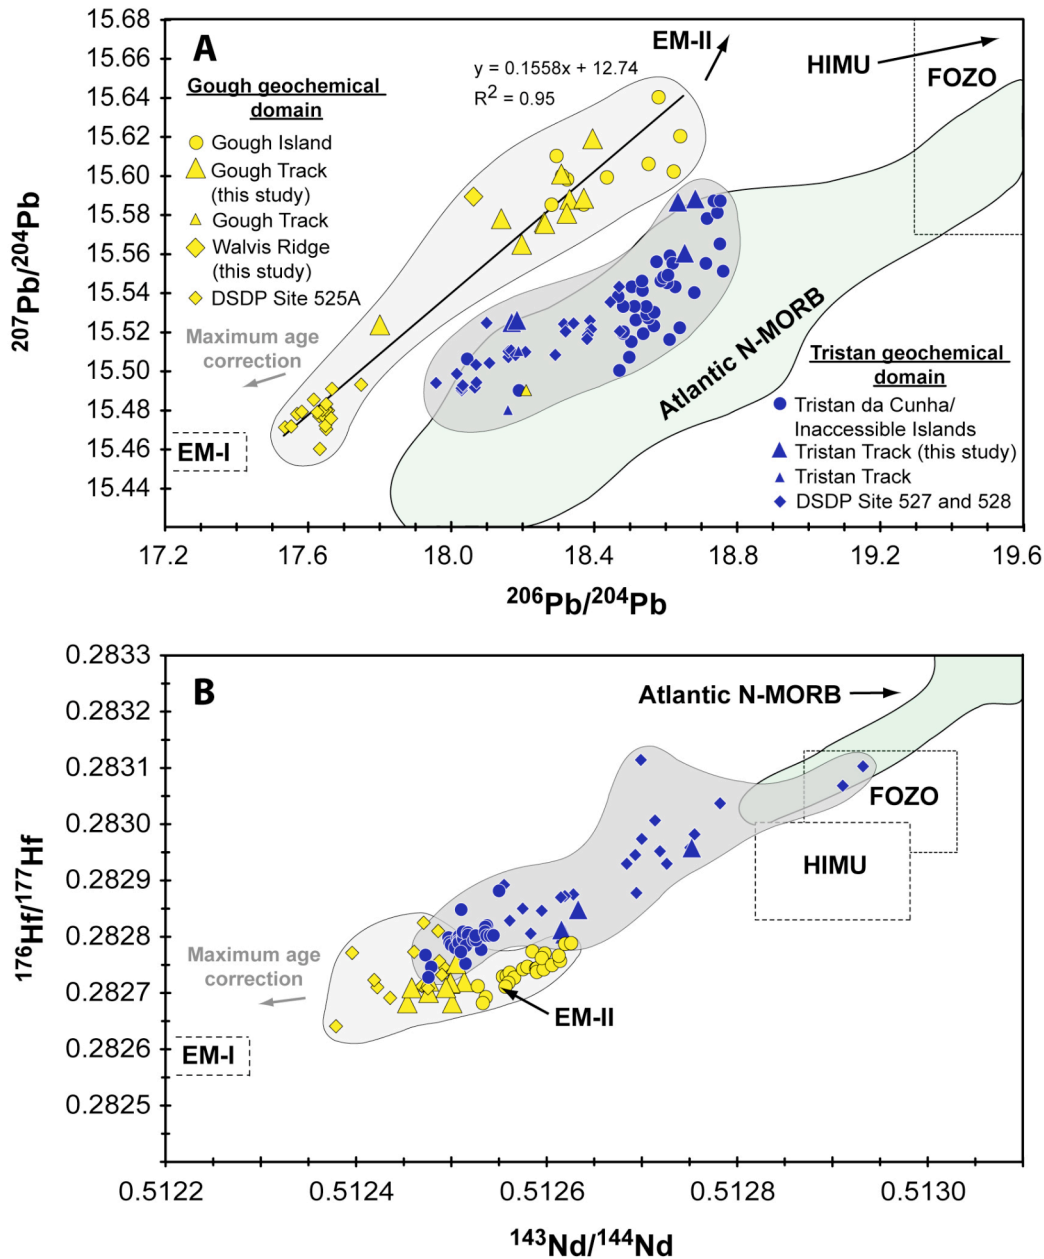 A
15.68
15.66
15.64
15.62
15.60
15.58
15.56
15.54
15.52
15.50
15.48
15.46
15.44
207Pb/204Pb
17.2
17.6
18.0
18.4
18.8
19.2
19.6
206Pb/204Pb
Gough geochemical
domain
Gough Island
Gough Track
(this study)
Gough Track
Walvis Ridge
(this study)
DSDP Site 525A
Maximum age
correction
EM-I
y = 0.1558x + 12.74
R2 = 0.95
EM-II
HIMU
FOZO
Atlantic N-MORB
Tristan geochemical
domain
Tristan da Cunha/
Inaccessible Islands
Tristan Track (this study)
Tristan Track
DSDP Site 527 and 528
B
0.2833
0.2832
0.2831
0.2830
0.2829
0.2828
0.2827
0.2826
0.2825
176Hf/177Hf
Atlantic N-MORB
FOZO
HIMU
Maximum age
correction
EM-II
EM-I
0.5122
0.5124
0.5126
0.5128
0.5130
143Nd/144Nd